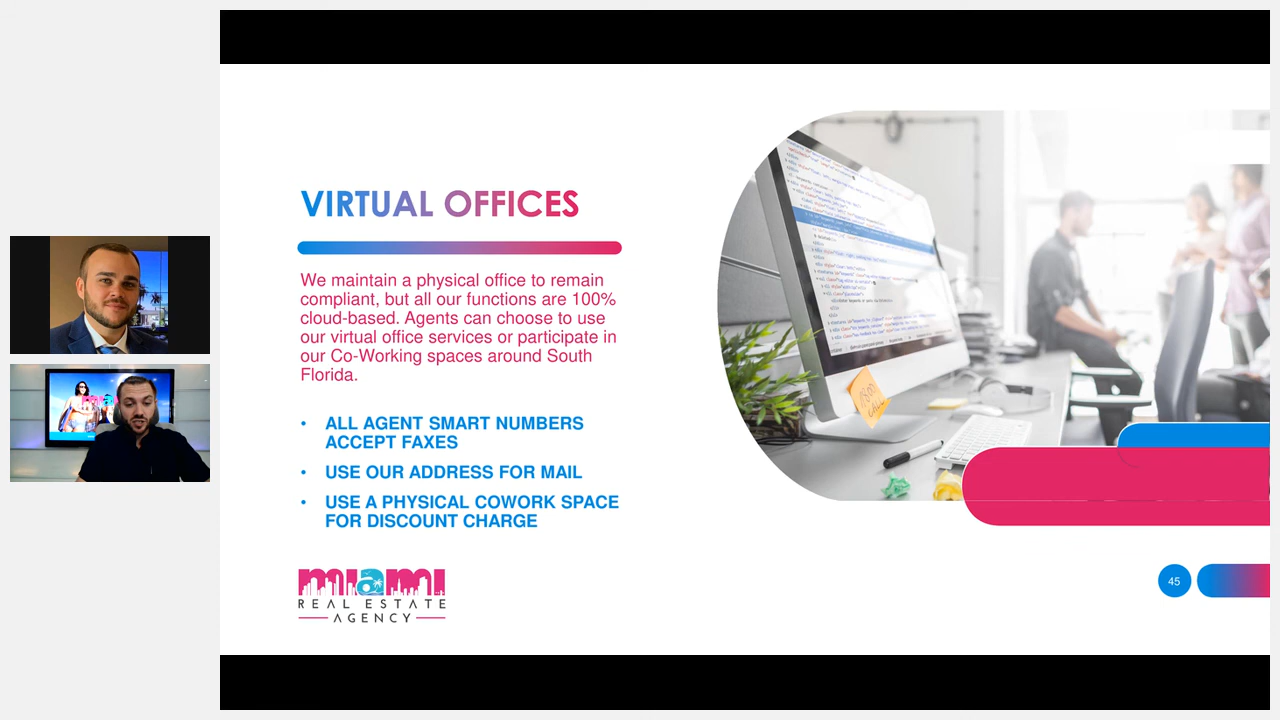 VIRTUAL OFFICES
We maintain a physical office to remain
compliant, but all our functions are 100%
cloud-based. Agents can choose to use
our virtual office services or participate in
our Co-Working spaces around South
Florida.
• ALL AGENT SMART NUMBERS
ACCEPT FAXES
• USE OUR ADDRESS FOR MAIL
• USE A PHYSICAL COWORK SPACE
FOR DISCOUNT CHARGE
miami
REAL ESTATE
AGENCY
45